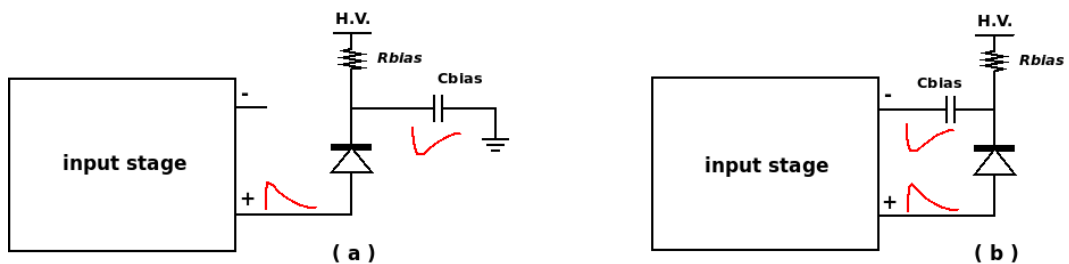 H.V.
Rbias
Cbias
-
input stage
+
( a )
H.V.
Rbias
Cbias
-
input stage
+
( b )